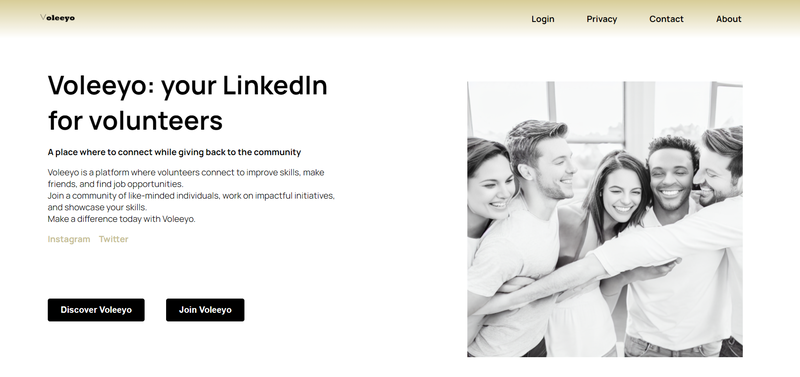 Voleeyo
Login Privacy Contact About
Voleeyo: your LinkedIn
for volunteers
A place where to connect while giving back to the community
Voleeyo is a platform where volunteers connect to improve skills, make
friends, and find job opportunities.
Join a community of like-minded individuals, work on impactful initiatives,
and showcase your skills.
Make a difference today with Voleeyo.
Instagram Twitter
Discover Voleeyo Join Voleeyo